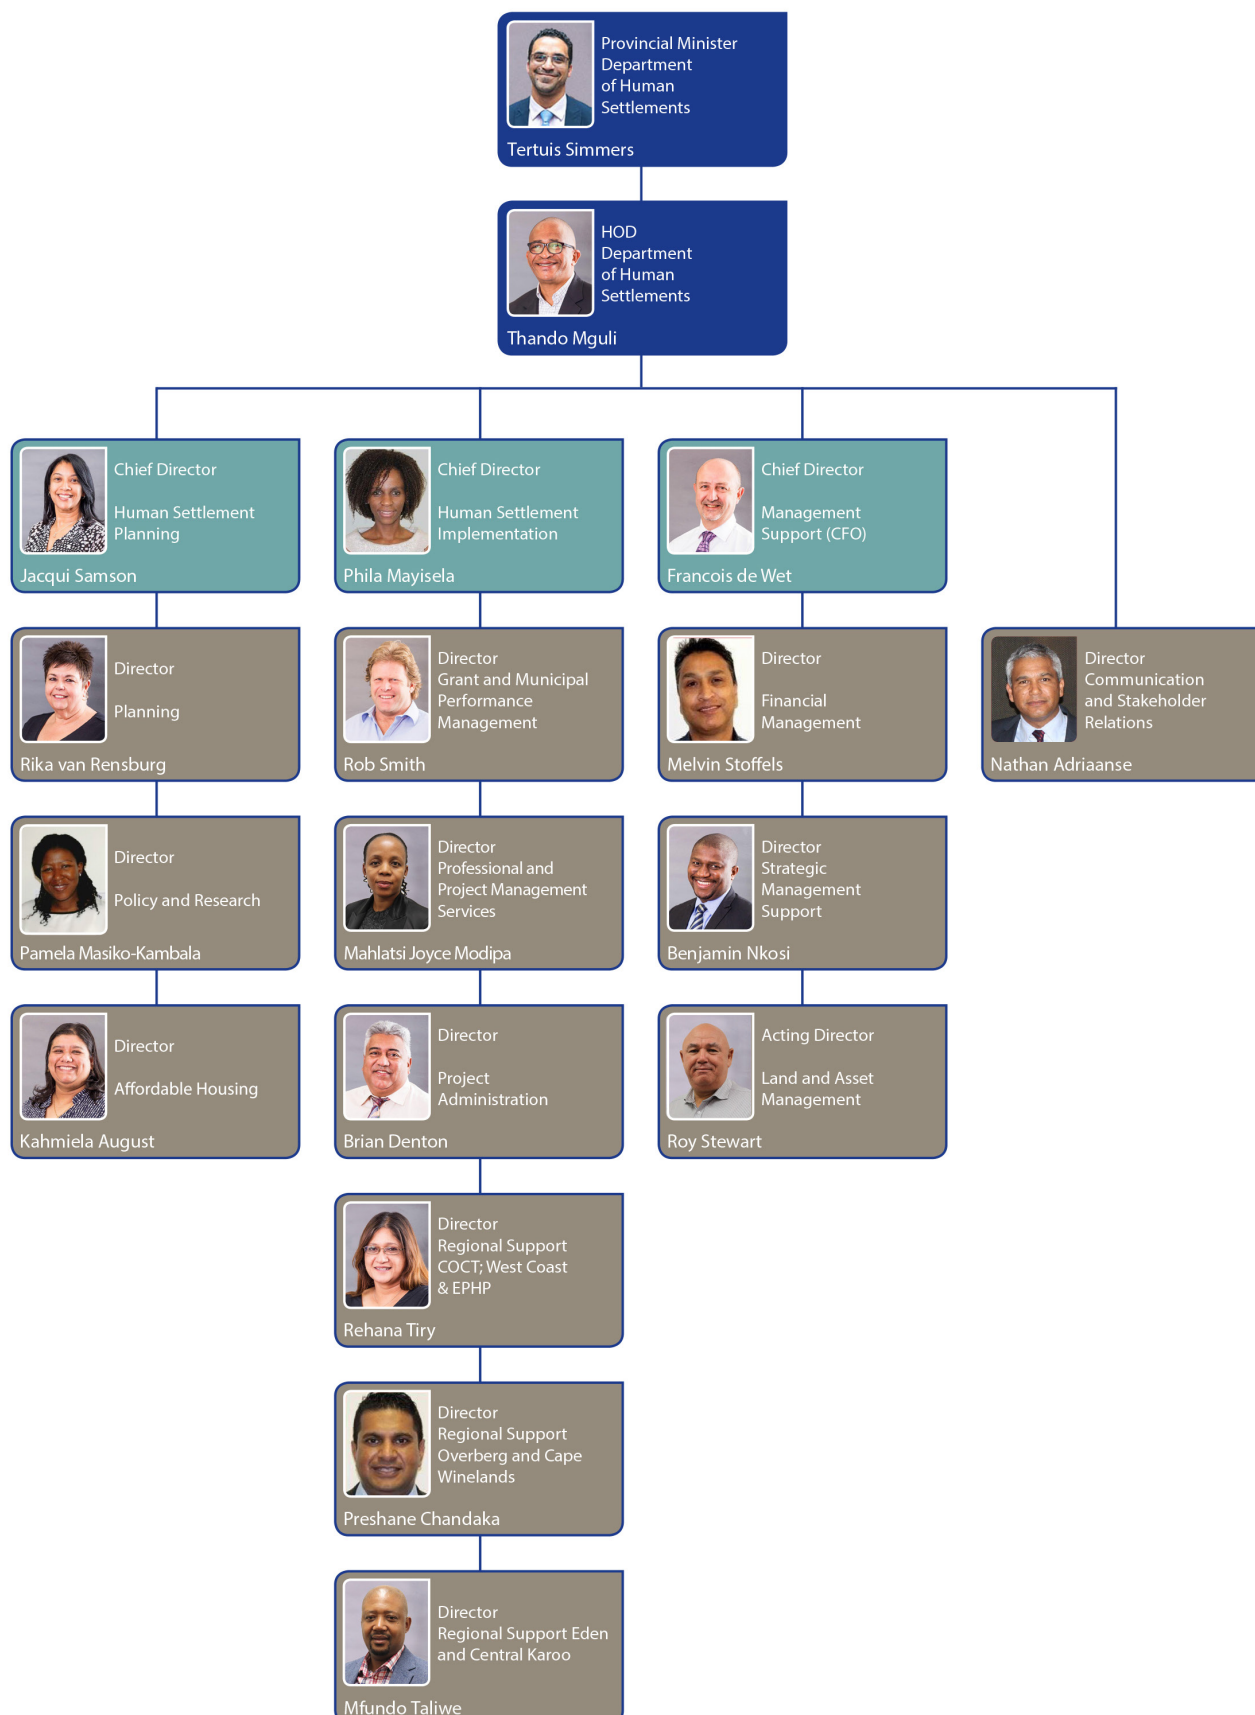 Provincial Minister
Department
of Human
Settlements
Tertuis Simmers
HOD
Department
of Human
Settlements
Thando Mguli
Chief Director
Human Settlement
Planning
Jacqui Samson
Chief Director
Human Settlement
Implementation
Phila Mayisela
Chief Director
Management
Support (CFO)
Francois de Wet
Director
Planning
Rika van Rensburg
Director
Grant and Municipal
Performance
Management
Rob Smith
Director
Financial
Management
Melvin Stoffels
Director
Communication
and Stakeholder
Relations
Nathan Adriaanse
Director
Policy and Research
Pamela Masiko-Kambala
Director
Professional and
Project Management
Services
Mahlatsi Joyce Modipa
Director
Strategic
Management
Support
Benjamin Nkosi
Director
Affordable Housing
Kahmiela August
Director
Project
Administration
Brian Denton
Acting Director
Land and Asset
Management
Roy Stewart
Director
Regional Support
COCT; West Coast
& EPHP
Rehana Tiry
Director
Regional Support
Overberg and Cape
Winelands
Preshane Chandaka
Director
Regional Support Eden
and Central Karoo
Mfundo Taliwe